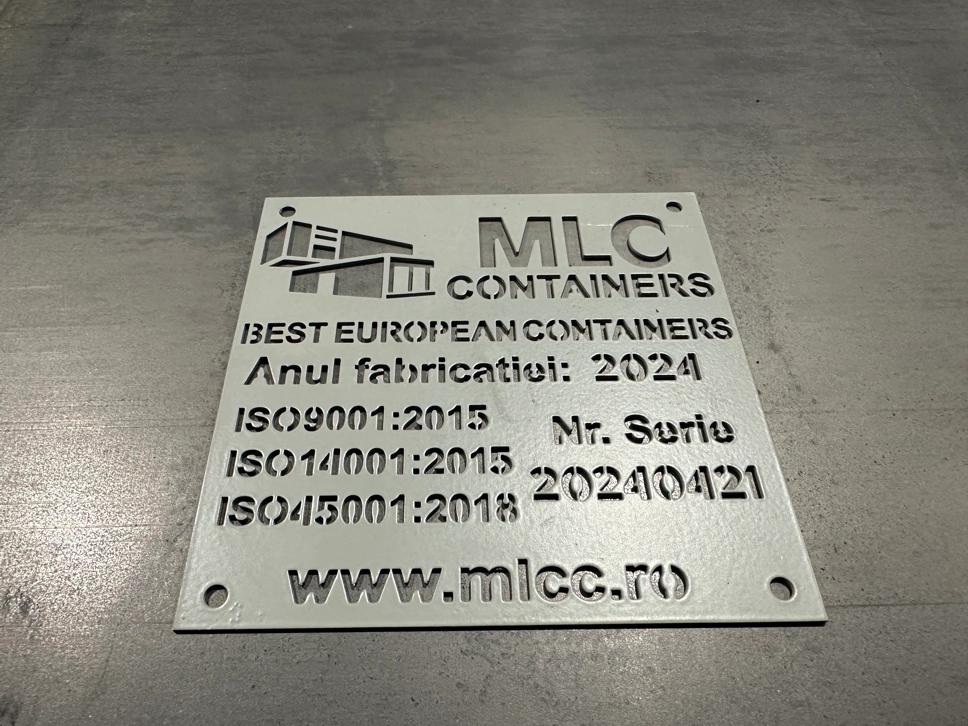 MLC
CONTAINERS
BEST EUROPEAN CONTAINERS
Anul fabricatiei: 2024
ISO9001:2015
ISO14001:2015
ISO45001:2018
Nr. Serie
20240421
www.mlcc.ro